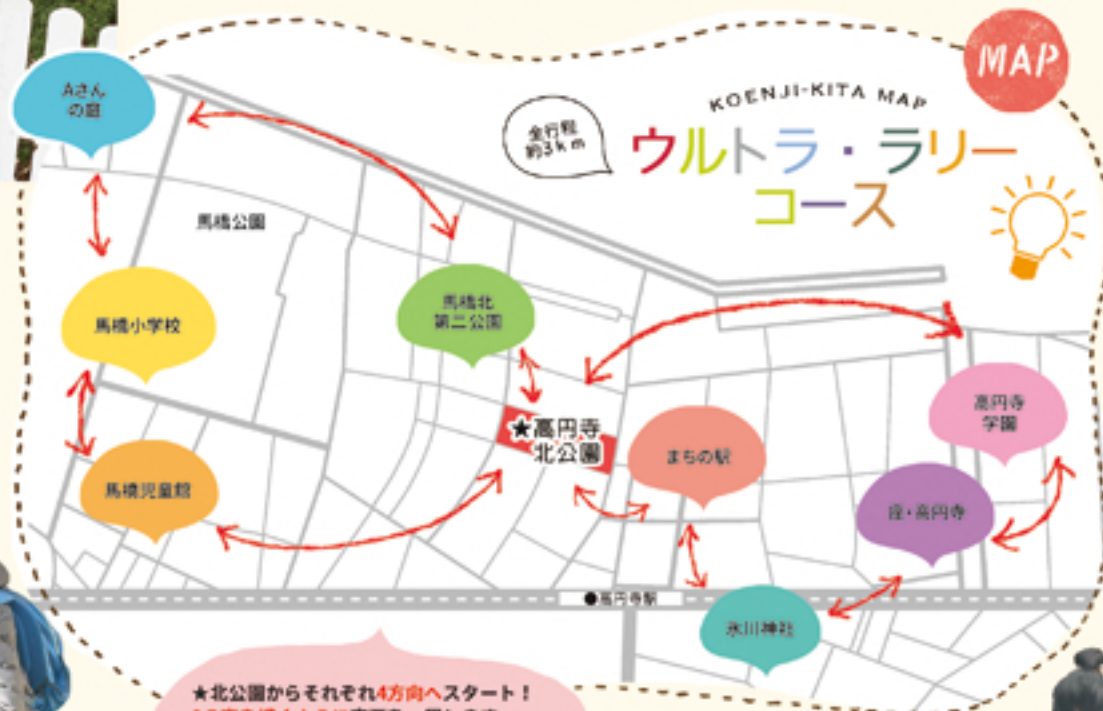 MAP
KOENJI-KITA MAP
全行程
約3km
ウルトラ・ラリー
コース
Aさん
の庭
馬橋公園
馬橋小学校
馬橋北
第二公園
★高円寺
北公園
まちの駅
高円寺
学園
馬橋児童館
座・高円寺
●高円寺駅
氷川神社
★北公園からそれぞれ4方向へスタート!